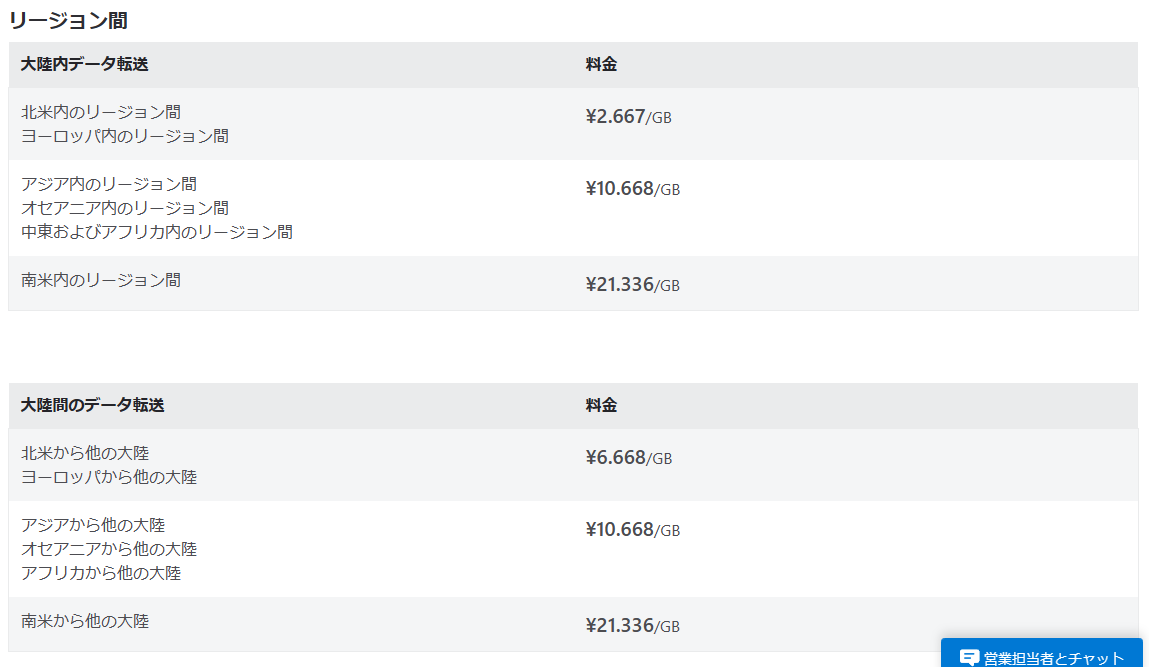 リージョン間
大陸内データ転送 料金
北米内のリージョン間 ¥2.667/GB
ヨーロッパ内のリージョン間
アジア内のリージョン間 ¥10.668/GB
オセアニア内のリージョン間
中東およびアフリカ内のリージョン間
南米内のリージョン間 ¥21.336/GB
大陸間のデータ転送 料金
北米から他の大陸 ¥6.668/GB
ヨーロッパから他の大陸
アジアから他の大陸 ¥10.668/GB
オセアニアから他の大陸
アフリカから他の大陸
南米から他の大陸 ¥21.336/GB
営業担当者とチャット